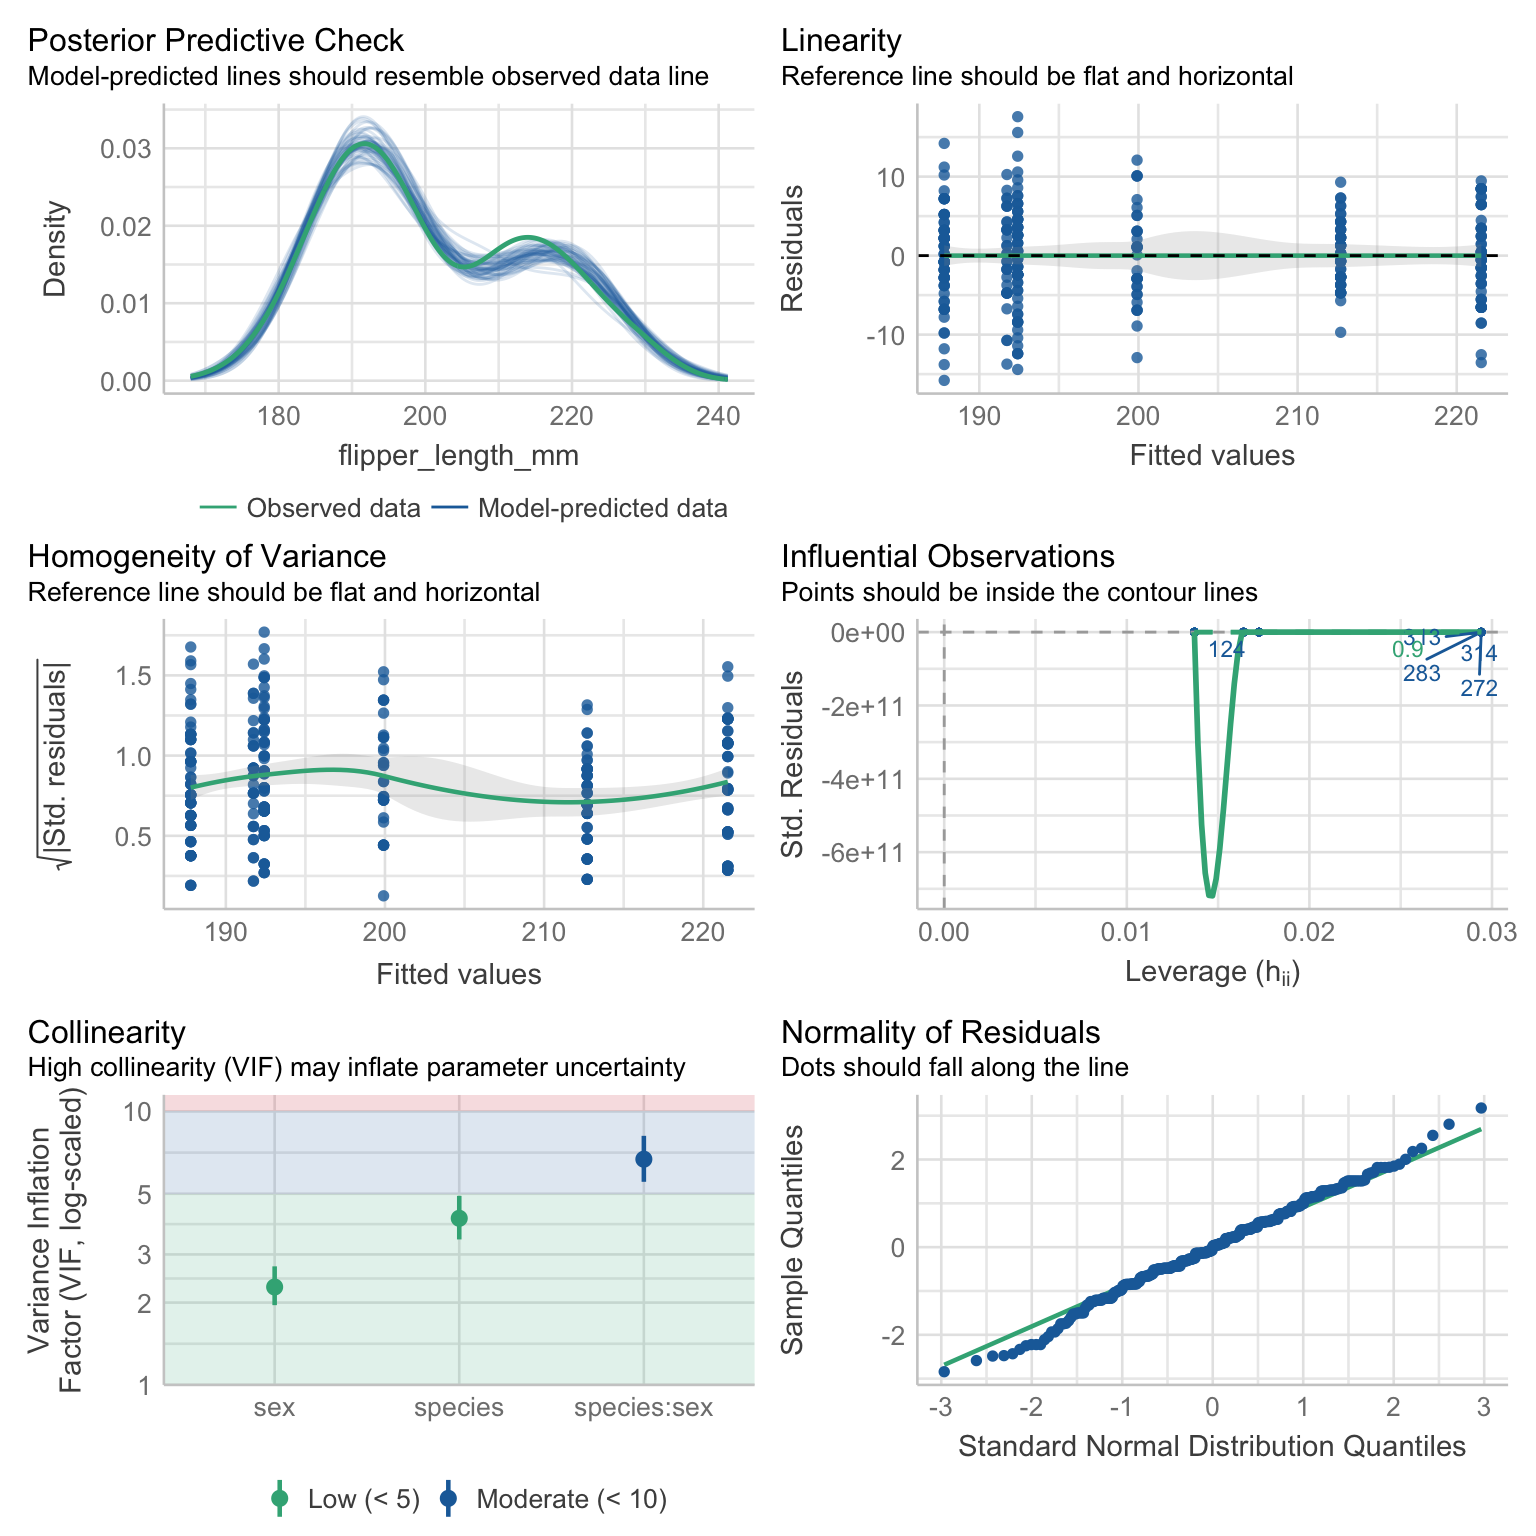 Posterior Predictive Check
Model-predicted lines should resemble observed data line
0.03
0.02
0.01
0.00
Density
180 200 220 240
flipper_length_mm
Observed data Model-predicted data
Linearity
Reference line should be flat and horizontal
10
0
-10
Residuals
190 200 210 220
Fitted values
Homogeneity of Variance
Reference line should be flat and horizontal
1.5
1.0
0.5
√|Std. residuals|
190 200 210 220
Fitted values
Influential Observations
Points should be inside the contour lines
0e+00
-2e+11
-4e+11
-6e+11
Std. Residuals
124
313
0.9
314
283
272
0.00 0.01 0.02 0.03
Leverage (hii)
Collinearity
High collinearity (VIF) may inflate parameter uncertainty
10
5
3
2
1
Variance Inflation
Factor (VIF, log-scaled)
sex species species:sex
Low (< 5) Moderate (< 10)
Normality of Residuals
Dots should fall along the line
2
0
-2
Sample Quantiles
-3 -2 -1 0 1 2 3
Standard Normal Distribution Quantiles